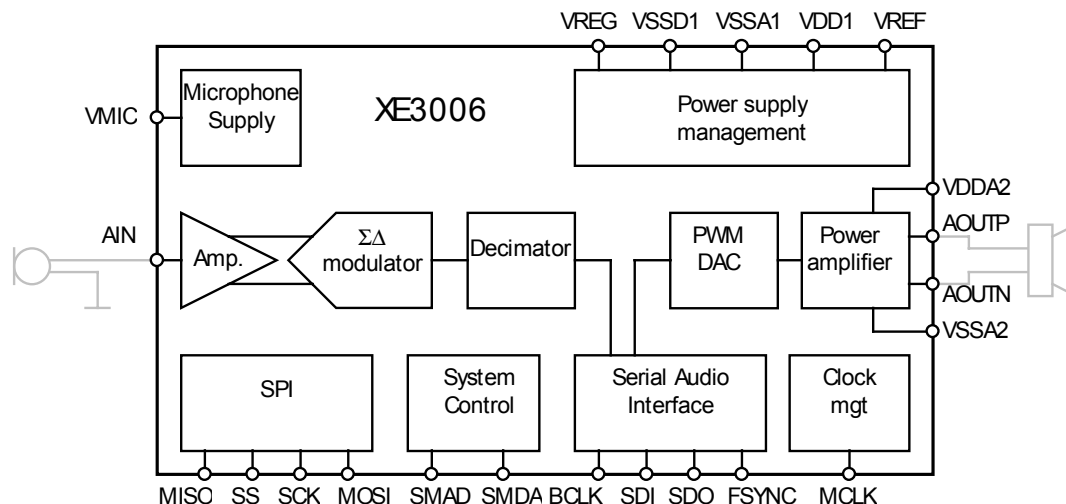 VREG VSSD1 VSSA1 VDD1 VREF
Microphone
Supply
XE3006
Power supply
management
VMIC
VDDA2
AIN
AOUTP
Amp.
ΣΔ
modulator
Decimator
PWM
DAC
Power
amplifier
AOUTN
VSSA2
SPI
System
Control
Serial Audio
Interface
Clock
mgt
MISO SS SCK MOSI SMAD SMDA BCLK SDI SDO FSYNC MCLK